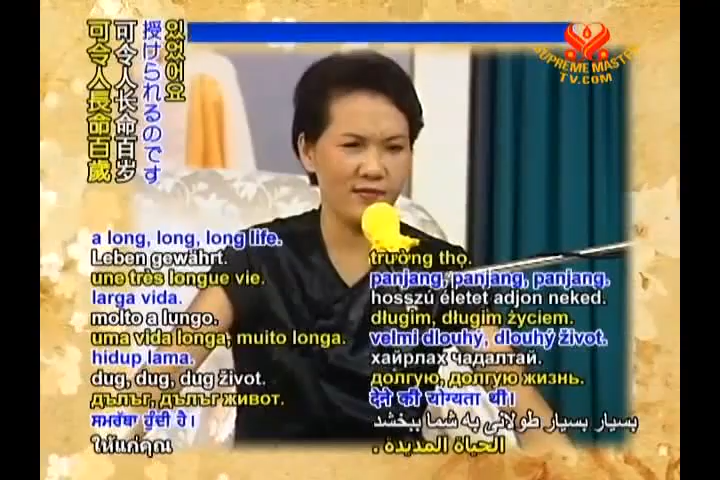 있었어요
授けられるのです
可令人长命百岁
可令人長命百歲
SUPREME MASTER
TV.COM
a long, long, long life.
Leben gewährt.
une très longue vie.
larga vida.
molto a lungo.
uma vida longa, muito longa.
hidup lama.
dug, dug, dug život.
дълъг, дълъг живот.
ਸਮਰੱਥਾ ਹੁੰਦੀ ਹੈ।
ให้แก่คุณ
trường thọ.
panjang, panjang, panjang.
hosszú életet adjon neked.
długim, długim życiem.
velmi dlouhý, dlouhý život.
хайрлах чадалтай.
долгую, долгую жизнь.
देने की योग्यता थी।
بسیار بسیار طولانی به شما ببخشد
الحياة المديدة .